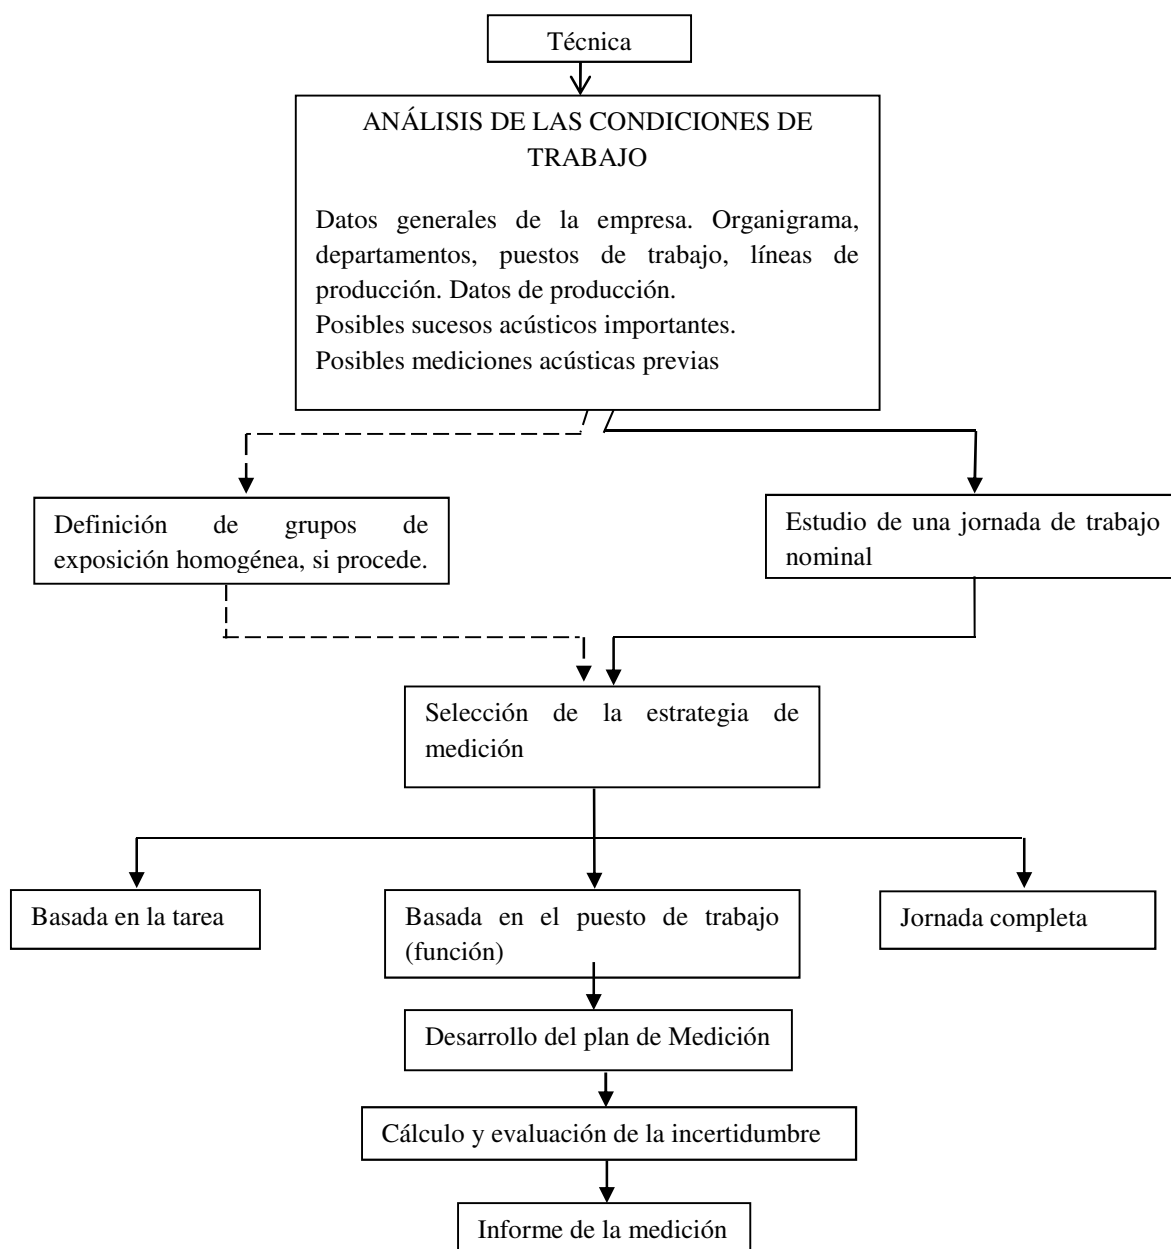 Técnica
ANÁLISIS DE LAS CONDICIONES DE
TRABAJO
Datos generales de la empresa. Organigrama,
departamentos, puestos de trabajo, líneas de
producción. Datos de producción.
Posibles sucesos acústicos importantes.
Posibles mediciones acústicas previas
Definición de grupos de
exposición homogénea, si procede.
Estudio de una jornada de trabajo
nominal
Selección de la estrategia de
medición
Basada en la tarea
Basada en el puesto de trabajo
(función)
Jornada completa
Desarrollo del plan de Medición
Cálculo y evaluación de la incertidumbre
Informe de la medición